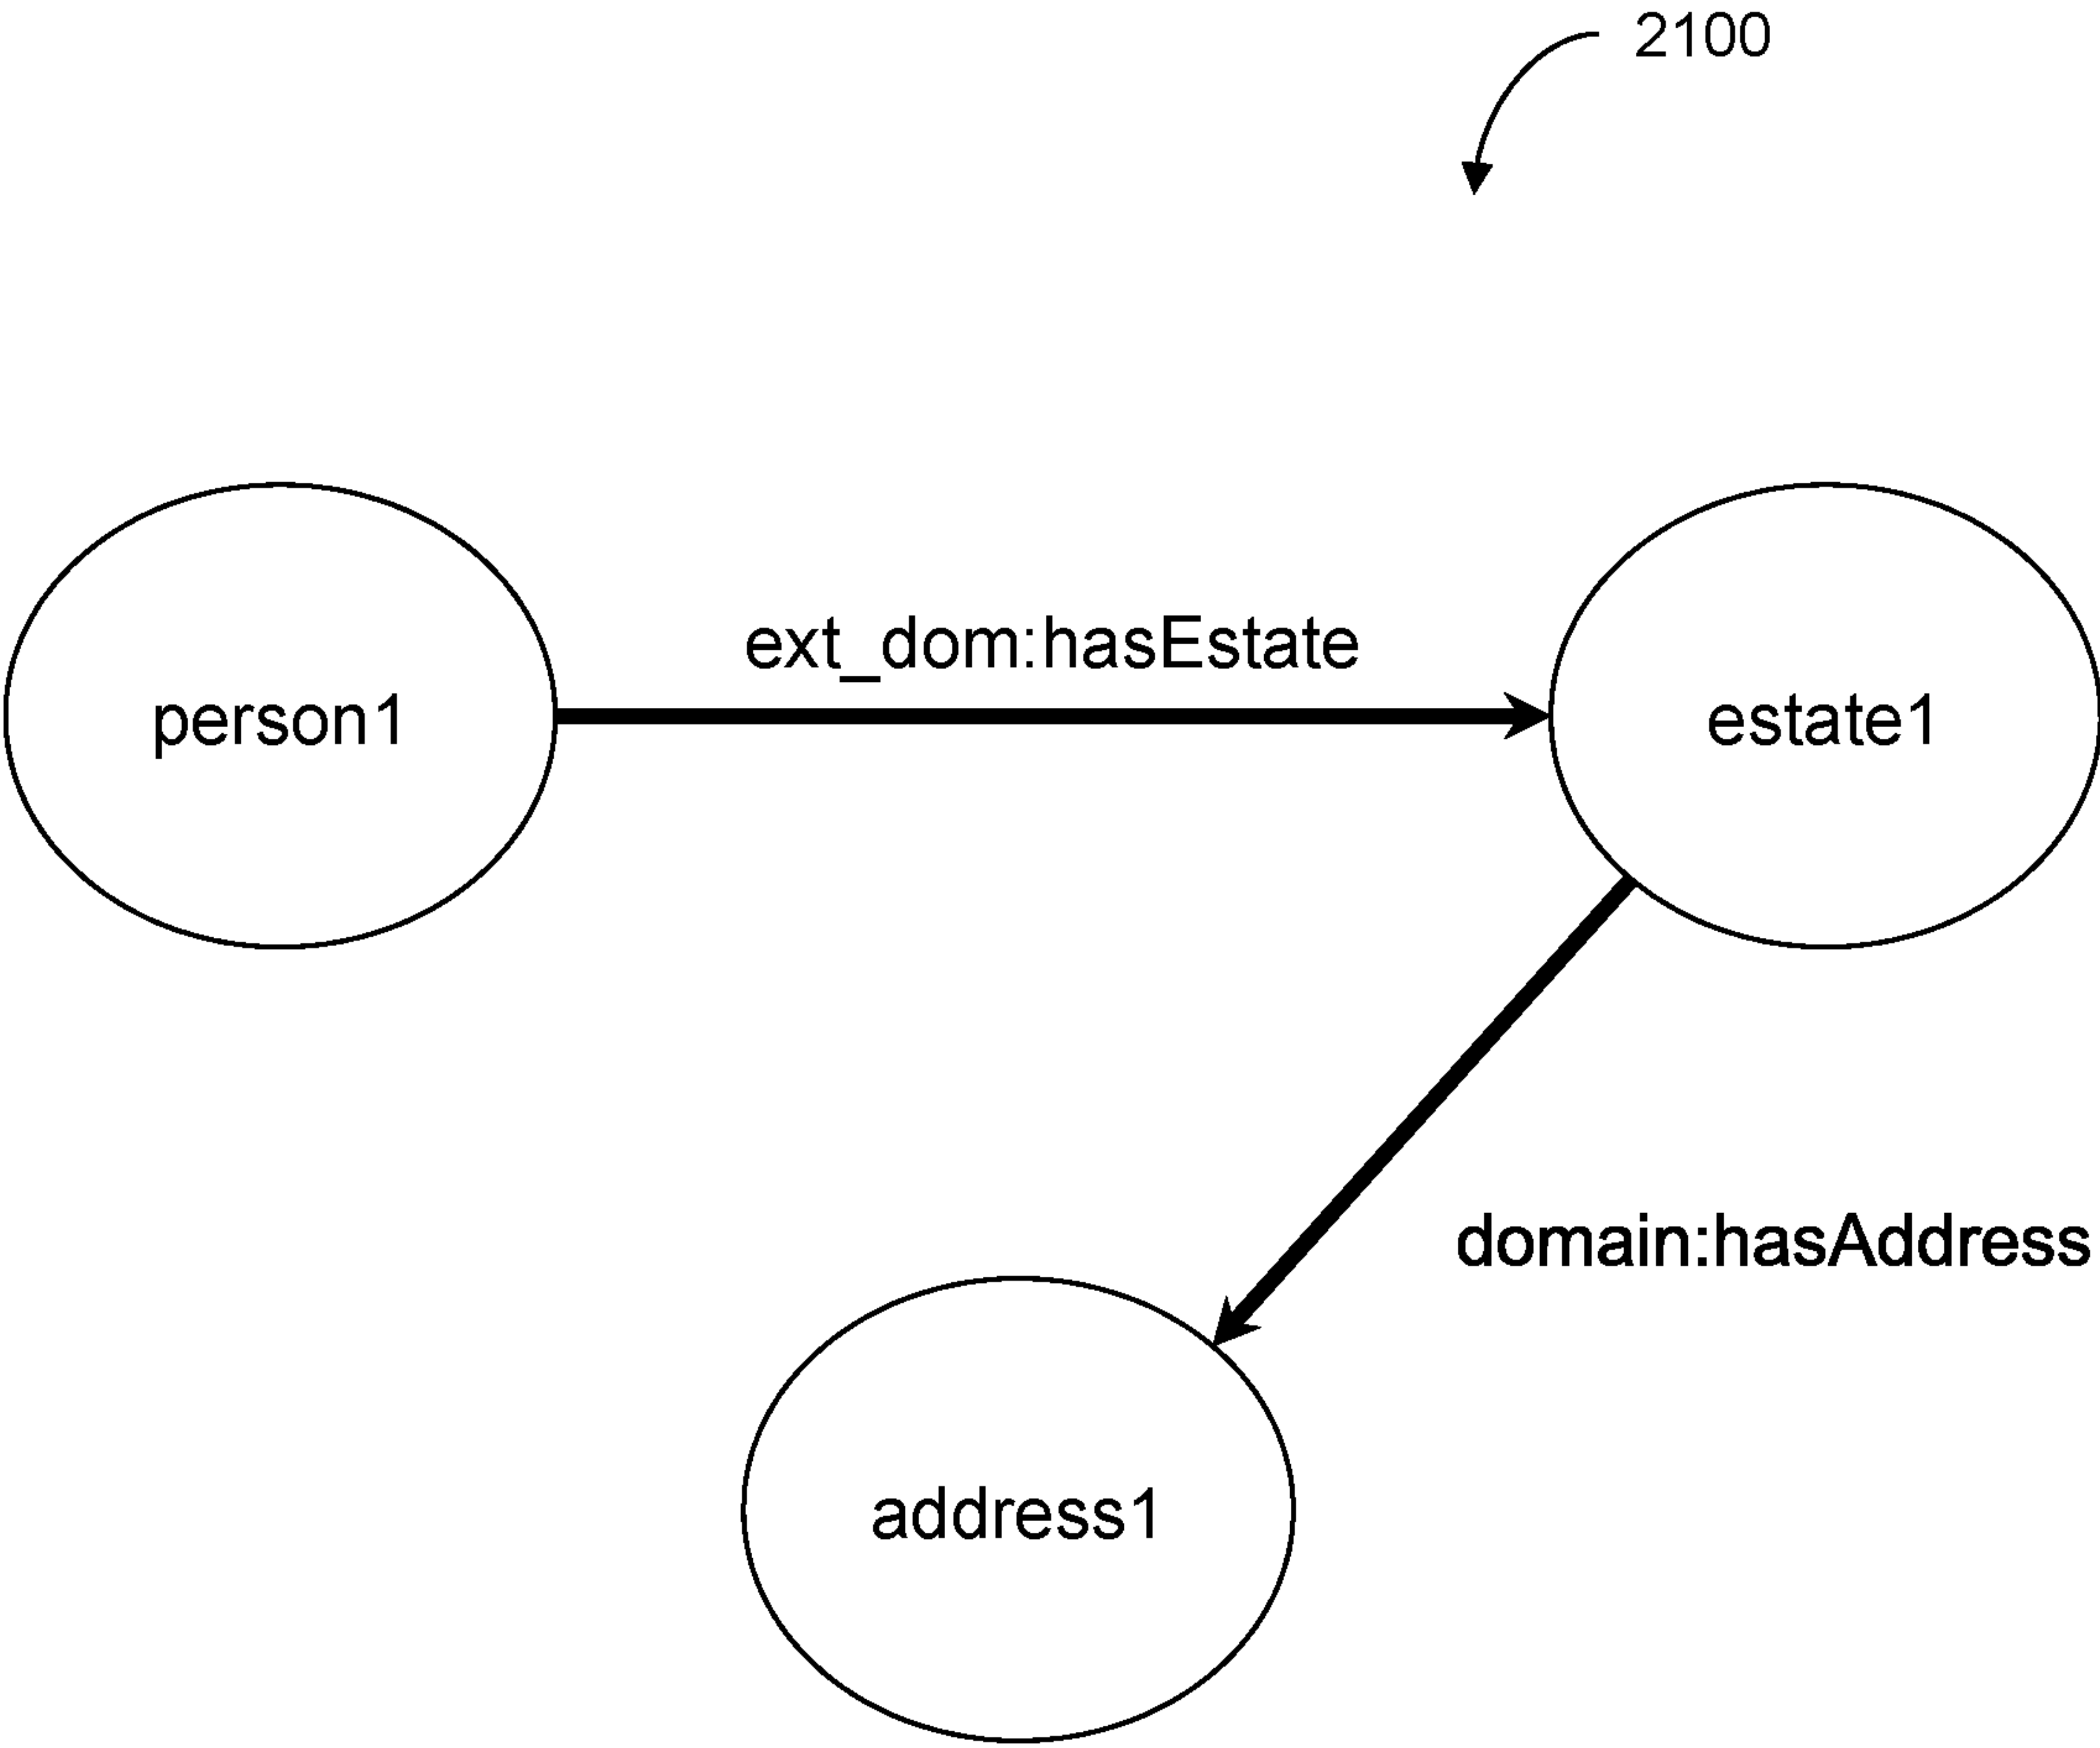 2100
ext_dom:hasEstate
person1
estate1
domain:hasAddress
address1